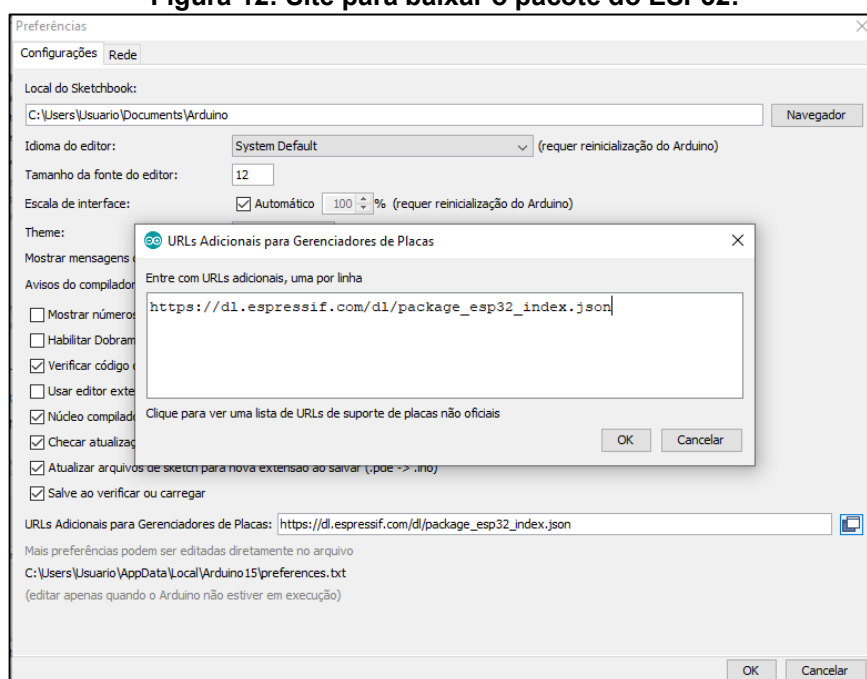 Figura 12: Site para baixar o pacote do ESP32.
Preferências
Configurações Rede
Local do Sketchbook:
C:\Users\Usuario\Documents\Arduino Navegador
Idioma do editor: System Default (requer reinicialização do Arduino)
Tamanho da fonte do editor: 12
Escala de interface: Automático 100 % (requer reinicialização do Arduino)
Theme:
Mostrar mensagens
Avisos do compilador
Mostrar números
Habilitar
Verificar código
Usar editor
Núcleo
Checar
Atualizar arquivos de sketch para nova extensão ao salvar (.pde -> .ino)
Salve ao verificar ou carregar
URLs Adicionais para Gerenciadores de Placas
Entre com URLs adicionais, uma por linha
https://dl.espressif.com/dl/package_esp32_index.json
Clique para ver uma lista de URLs de suporte de placas não oficiais
OK Cancelar
URLs Adicionais para Gerenciadores de Placas: https://dl.espressif.com/dl/package_esp32_index.json
Mais preferências podem ser editadas diretamente no arquivo
C:\Users\Usuario\AppData\Local\Arduino15\preferences.txt
(editar apenas quando o Arduino não estiver em execução)
OK Cancelar